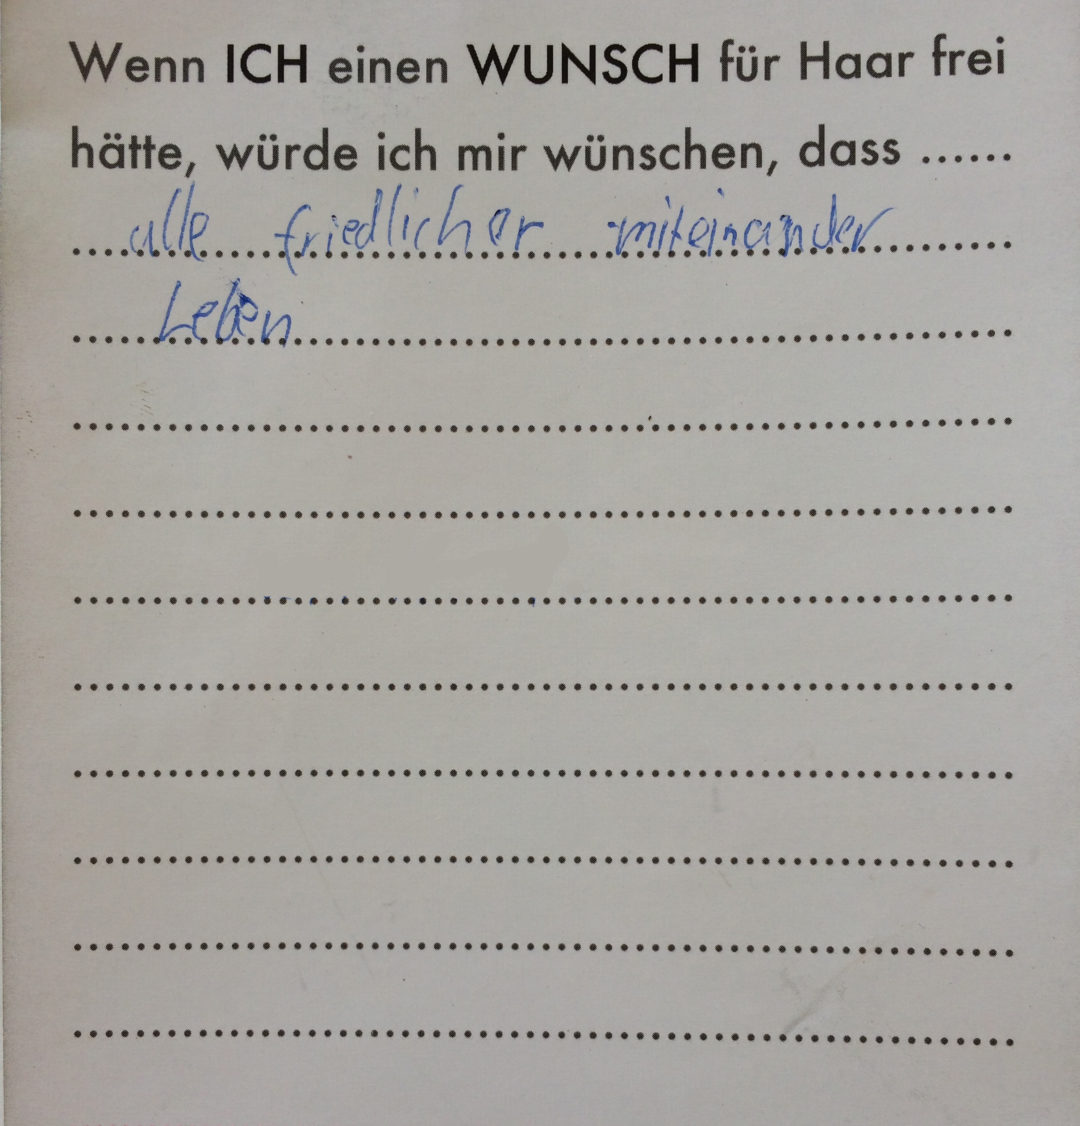 Wenn ICH einen WUNSCH für Haar frei
hätte, würde ich mir wünschen, dass ......
alle friedlicher miteinander
Leben